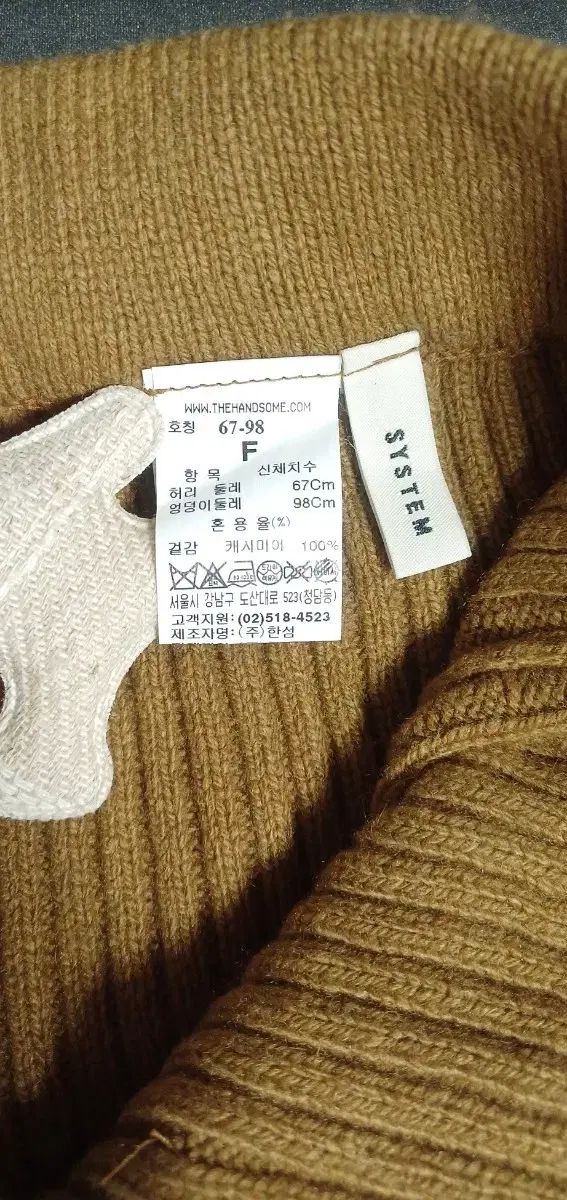 WWW.THEHANDSOME.COM
호칭 67-98
F
항 목 신체치수
허리 둘레 67Cm
엉덩이둘레 98Cm
혼 용 율(%)
겉감 캐시미어 100%
서울시 강남구 도산대로 523(청담동)
고객지원: (02)518-4523
제조자명: (주)한섬
SYSTEM